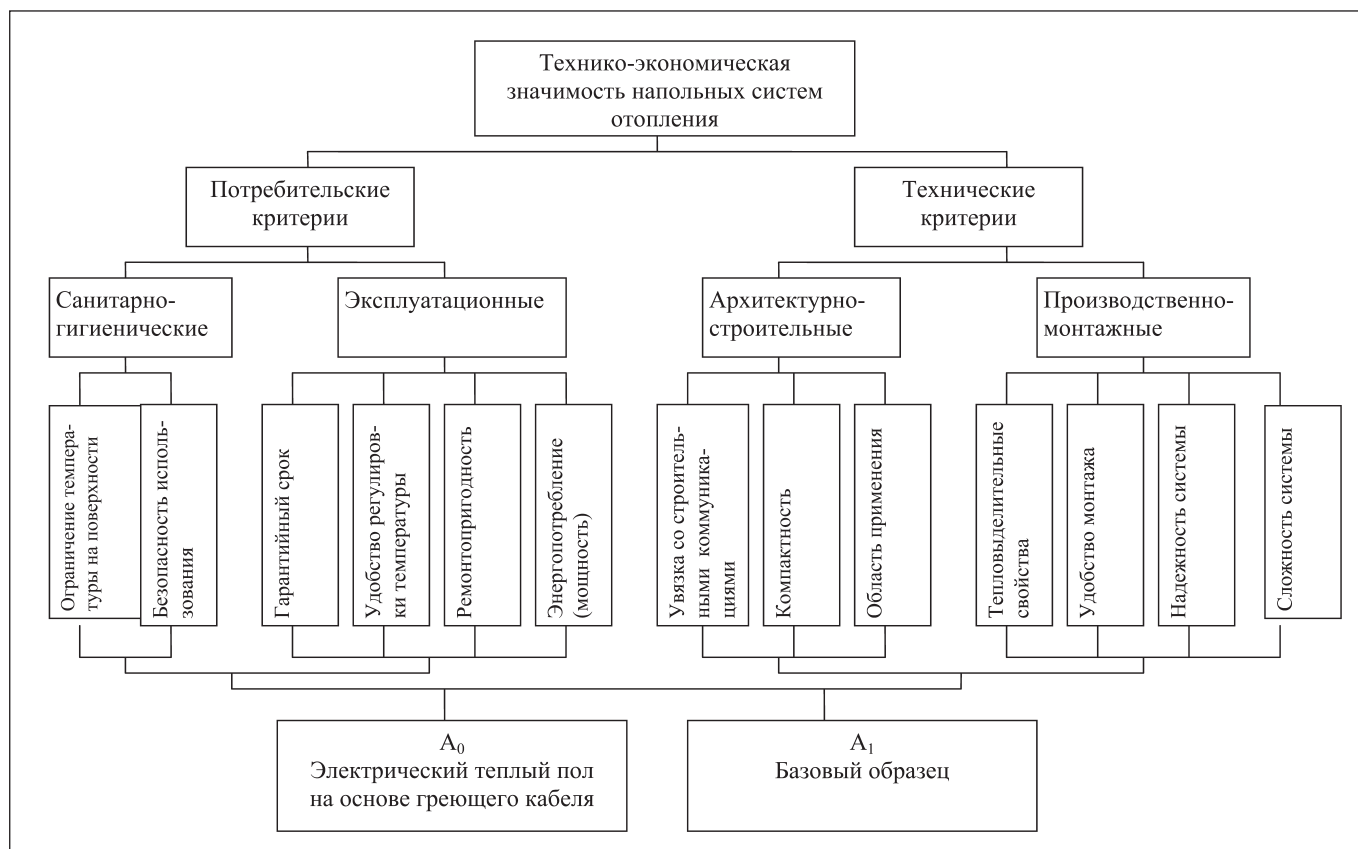 Технико-экономическая
значимость напольных систем
отопления
Потребительские
критерии
Технические
критерии
Санитарно-
гигиенические
Эксплуатационные
Архитектурно-
строительные
Производственно-
монтажные
Ограничение темпера-
туры на поверхности
Безопасность исполь-
зования
Гарантийный срок
Удобство регулиров-
ки температуры
Ремонтопригодность
Энергопотребление
(мощность)
Увязка со строитель-
ными коммуника-
циями
Компактность
Область применения
Тепловыделительные
свойства
Удобство монтажа
Надежность системы
Сложность системы
A₀
Электрический теплый пол
на основе греющего кабеля
A₁
Базовый образец